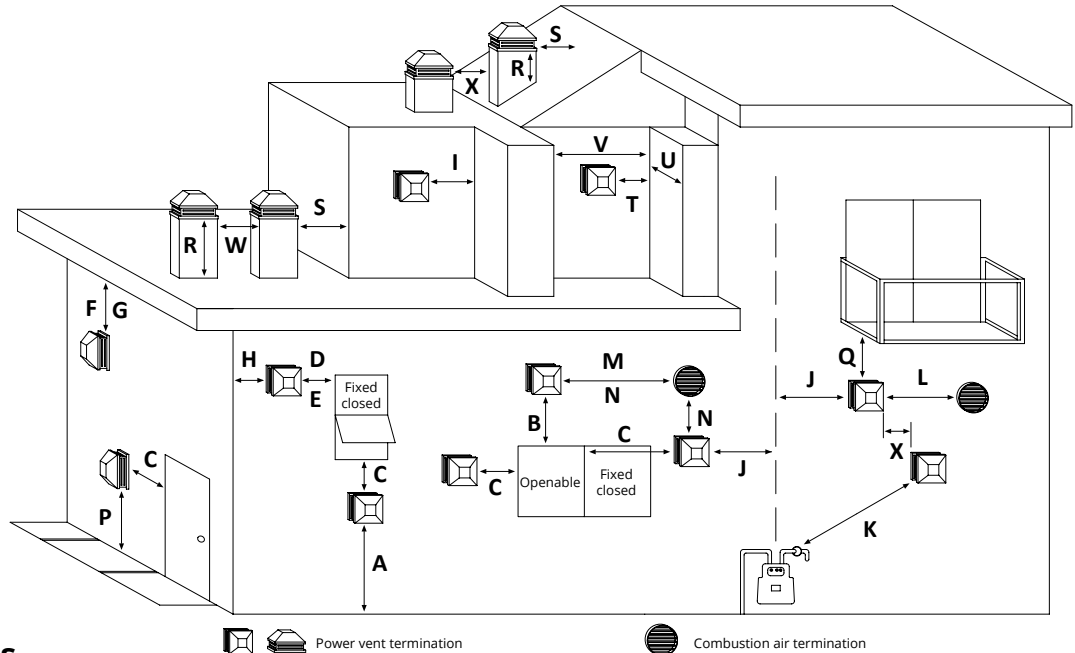 S
R
X
V
U
I
T
S
R
W
F G
H D
E
Fixed
closed
M
N
B
N
C
C
C
Openable
Fixed
closed
J
J
Q
L
X
K
C
P
A
s
Power vent termination
Combustion air termination